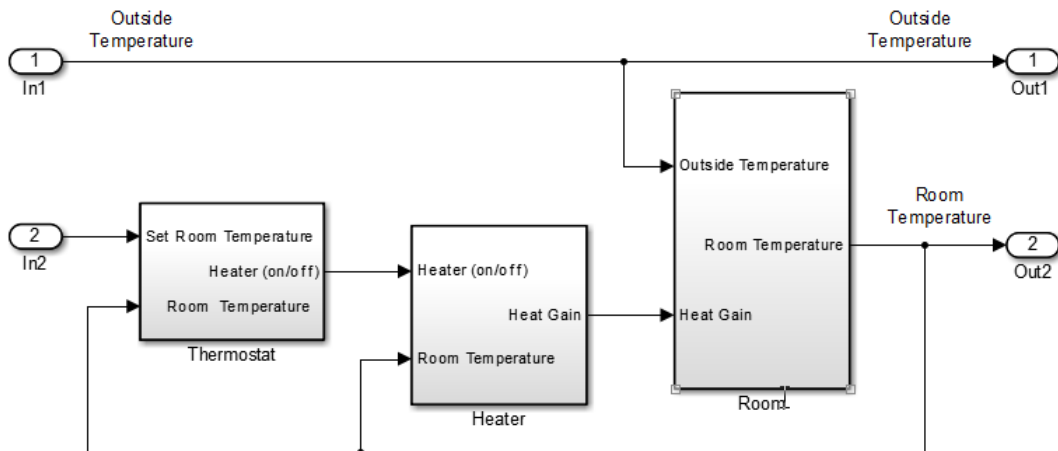 Outside
Temperature
Outside
Temperature
1
In1
1
Out1
Outside Temperature
Room
Temperature
2
In2
Set Room Temperature
Heater (on/off)
Room Temperature
Thermostat
Heater (on/off)
Heat Gain
Room Temperature
Heater
Room Temperature
Heat Gain
Room
2
Out2